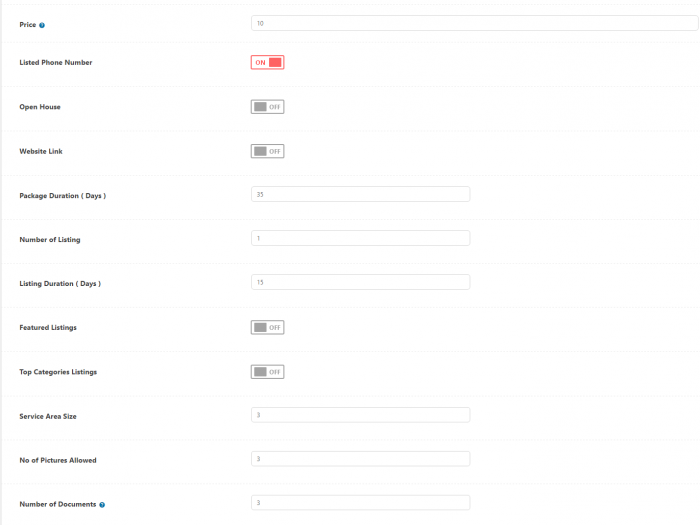 Price ?
10
Listed Phone Number
ON
Open House
OFF
Website Link
OFF
Package Duration ( Days )
35
Number of Listing
1
Listing Duration ( Days )
15
Featured Listings
OFF
Top Categories Listings
OFF
Service Area Size
3
No of Pictures Allowed
3
Number of Documents ?
3